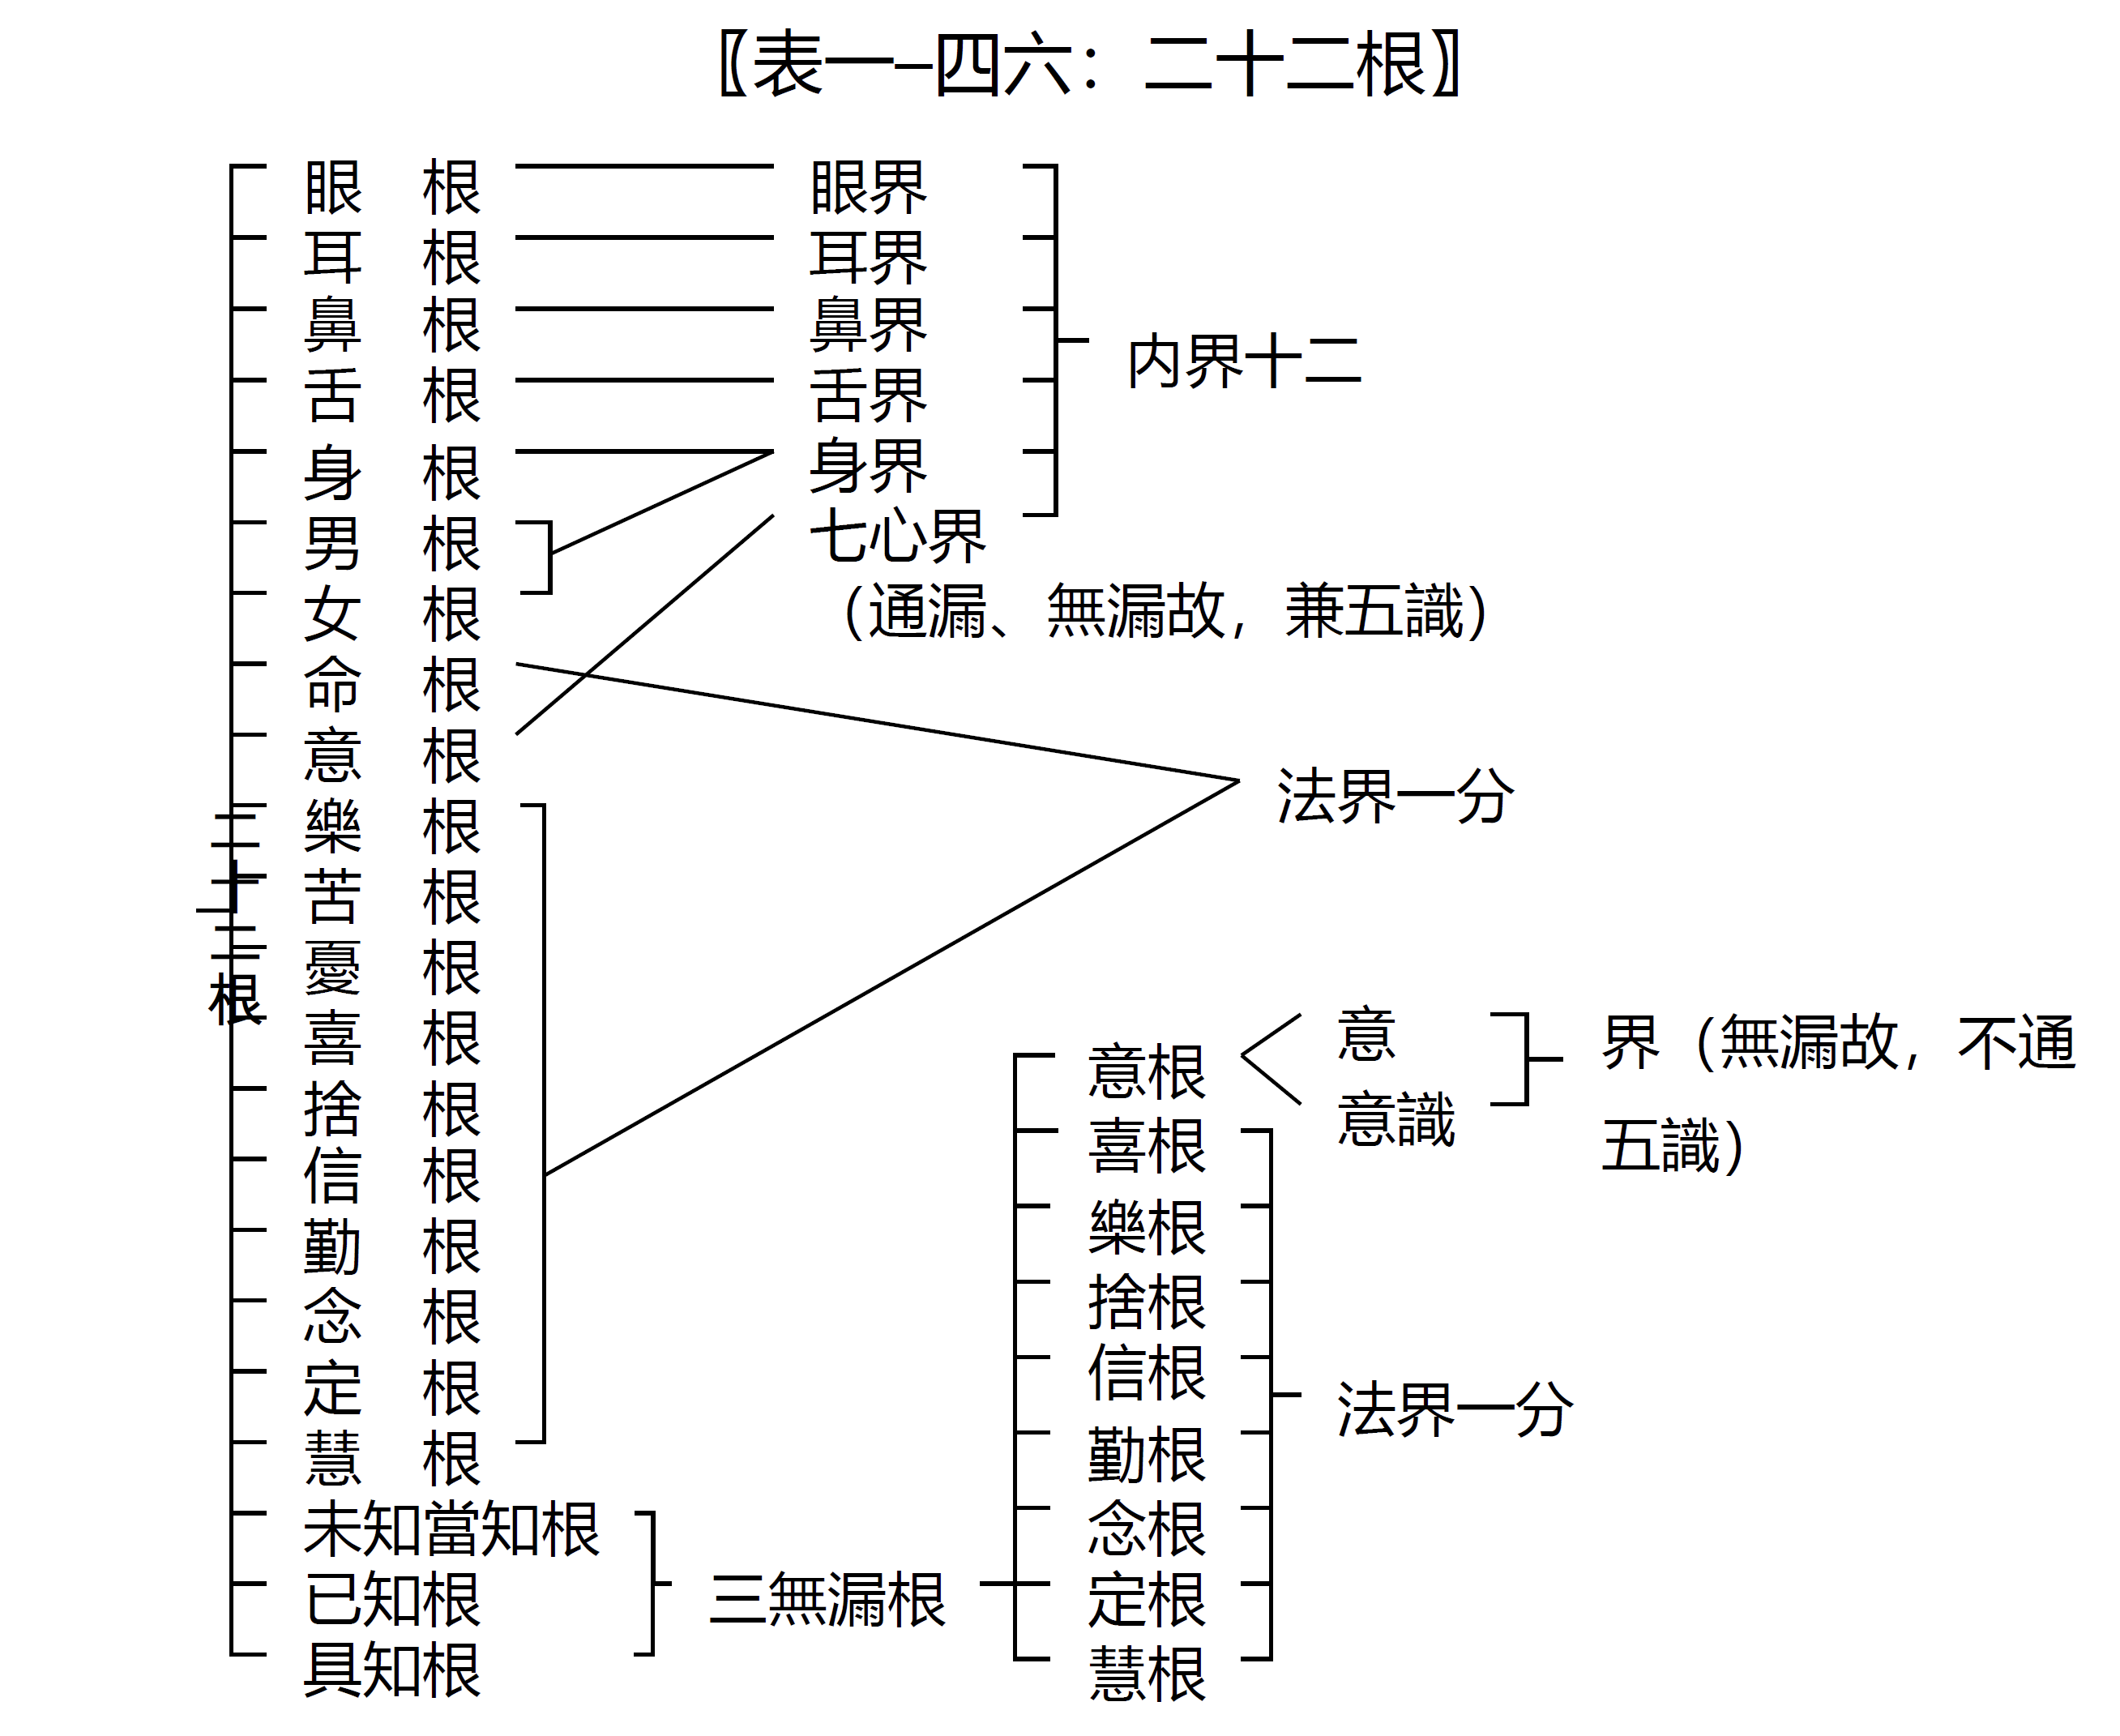 〖表一–四六：二十二根〗
二十二根
眼　根
耳　根
鼻　根
舌　根
身　根
男　根
女　根
命　根
意　根
樂　根
苦　根
憂　根
喜　根
捨　根
信　根
勤　根
念　根
定　根
慧　根
未知當知根
已知根
具知根
眼界
耳界
鼻界
舌界
身界
七心界
（通漏、無漏故，兼五識）
内界十二
法界一分
三無漏根
意根
喜根
樂根
捨根
信根
勤根
念根
定根
慧根
意
意識
界（無漏故，不通
五識）
法界一分